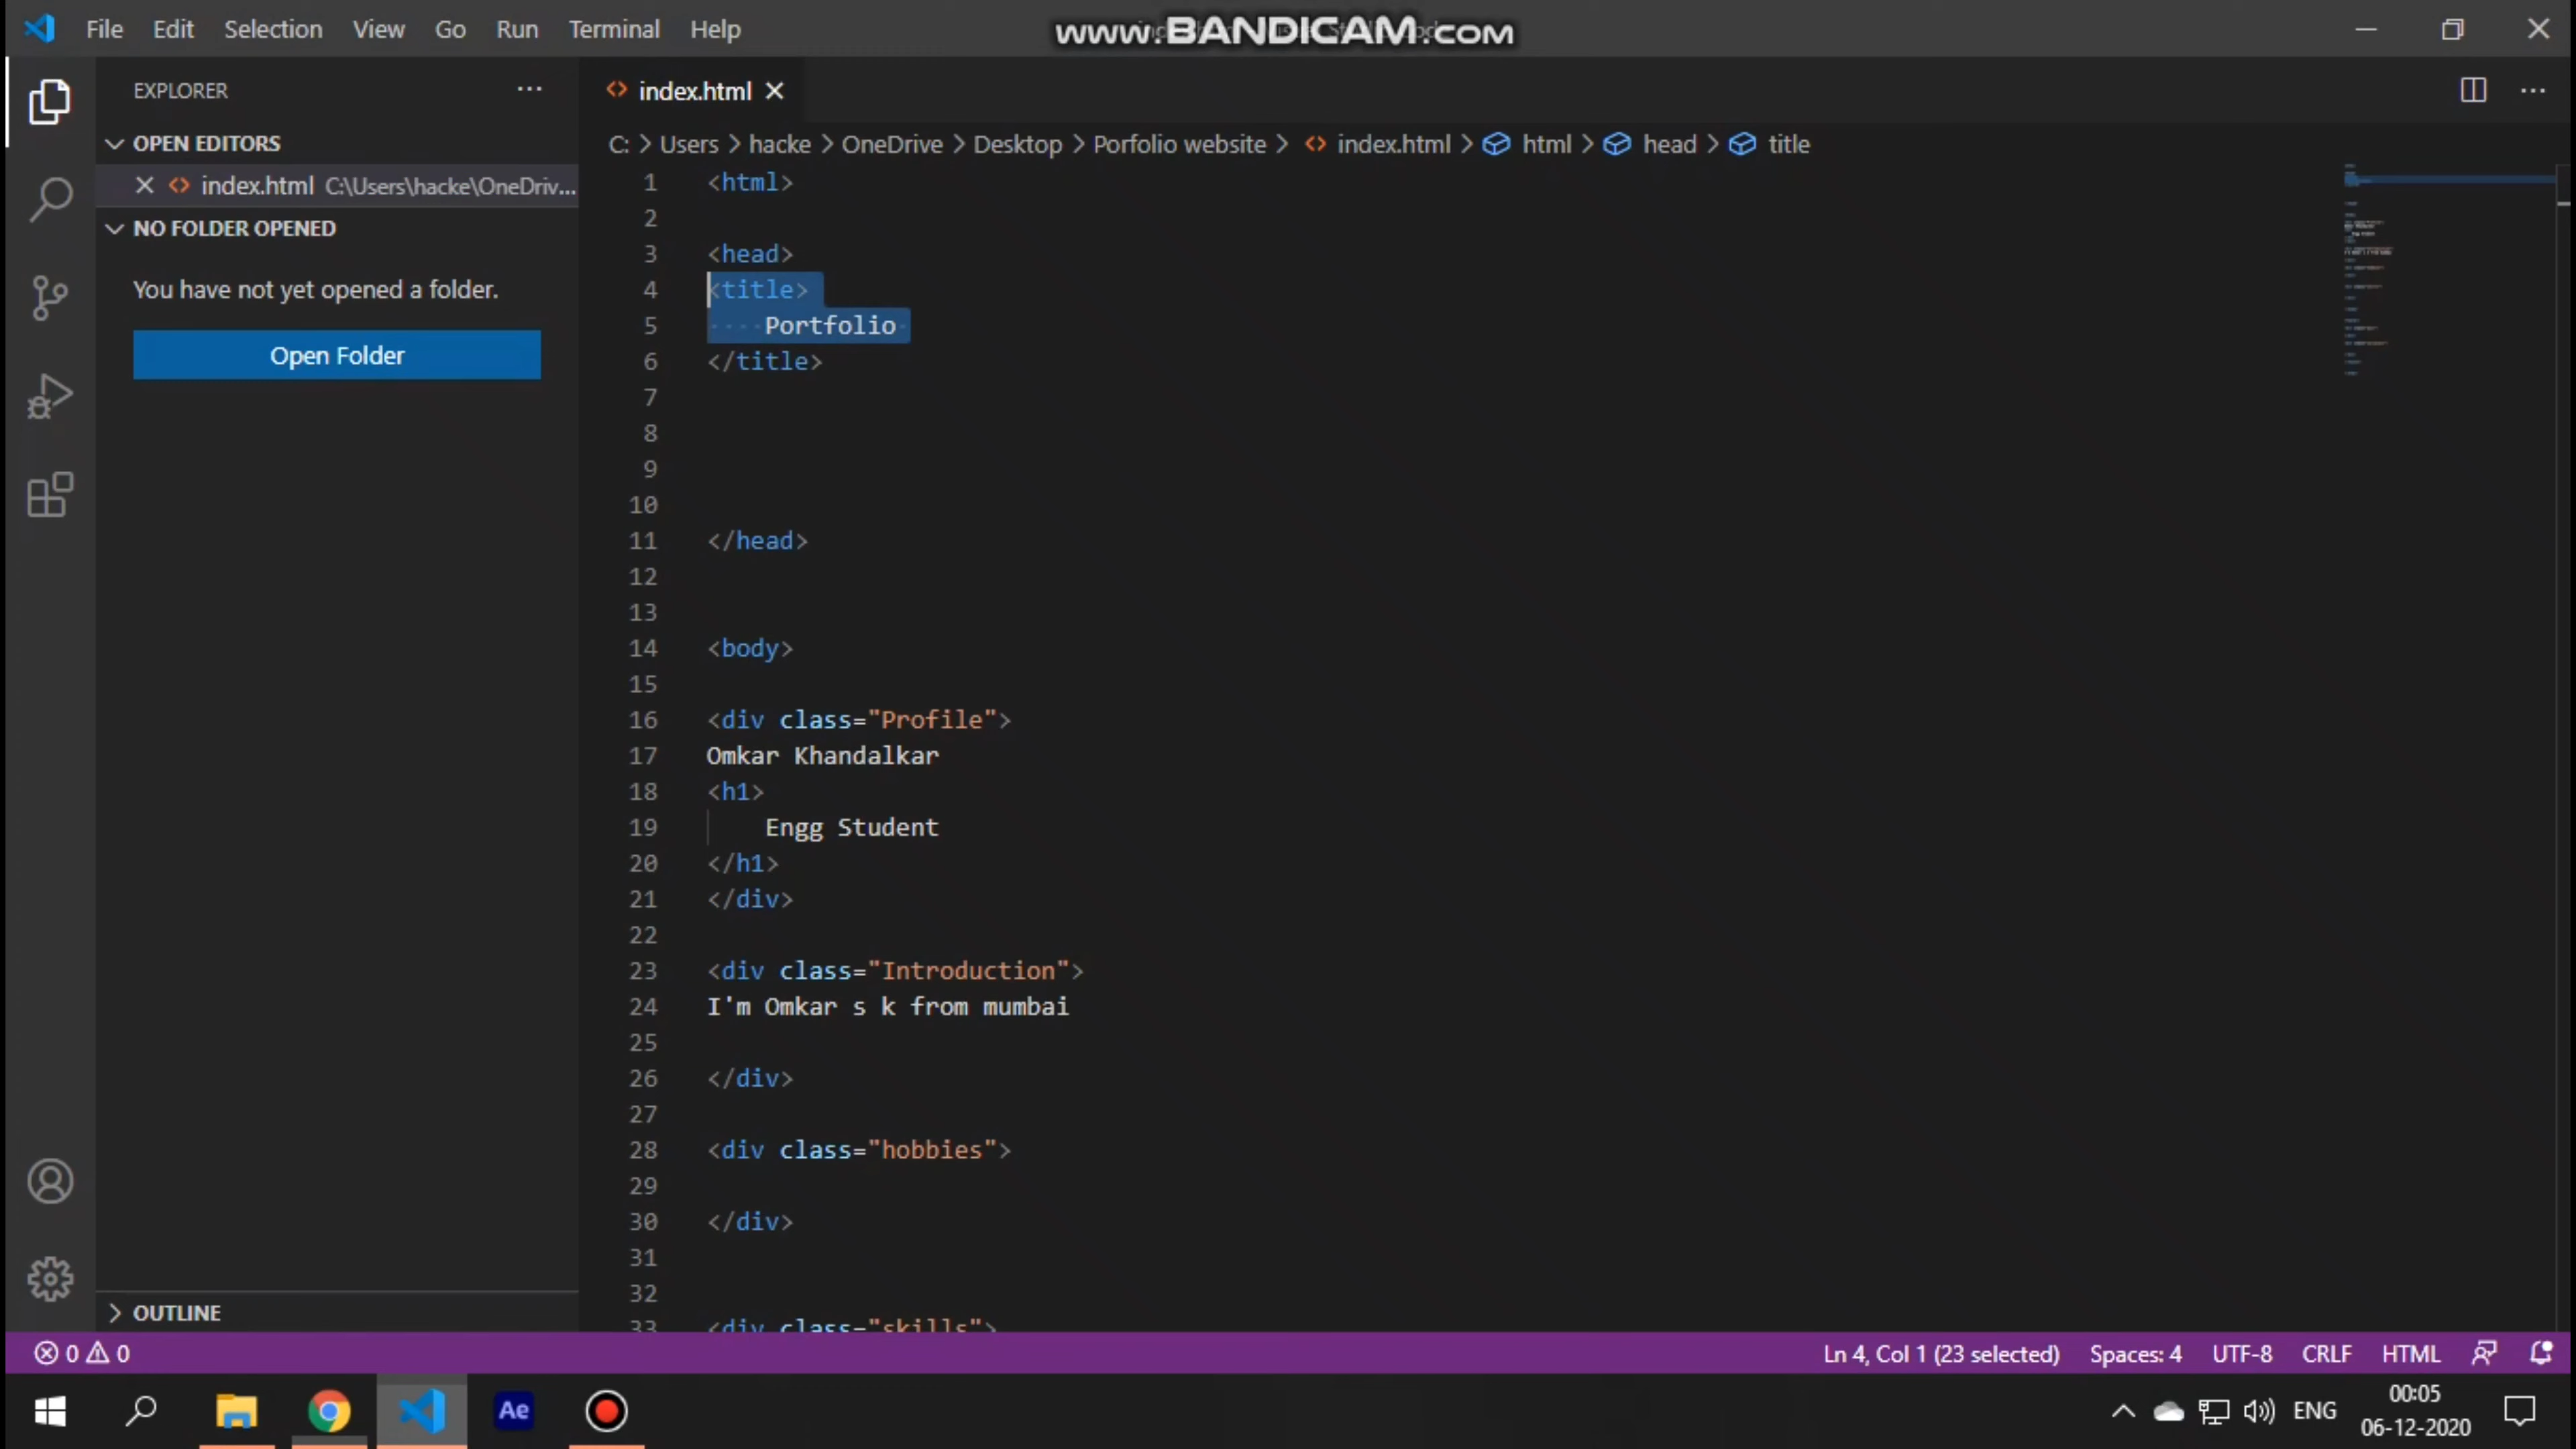 File Edit Selection View Go Run Terminal Help
www.BANDICAM.com
EXPLORER
OPEN EDITORS
index.html C:\Users\hacke\OneDriv...
NO FOLDER OPENED
You have not yet opened a folder.
Open Folder
OUTLINE
index.html
C: > Users > hacke > OneDrive > Desktop > Porfolio website > index.html > html > head > title
1 <html>
2
3 <head>
4 <title>
5 Portfolio
6 </title>
7
8
9
10
11 </head>
12
13
14 <body>
15
16 <div class="Profile">
17 Omkar Khandalkar
18 <h1>
19 Engg Student
20 </h1>
21 </div>
22
23 <div class="Introduction">
24 I'm Omkar s k from mumbai
25
26 </div>
27
28 <div class="hobbies">
29
30 </div>
31
32
33 <div class="skills">
0 0
Ln 4, Col 1 (23 selected) Spaces: 4 UTF-8 CRLF HTML
Ae
ENG
00:05
06-12-2020